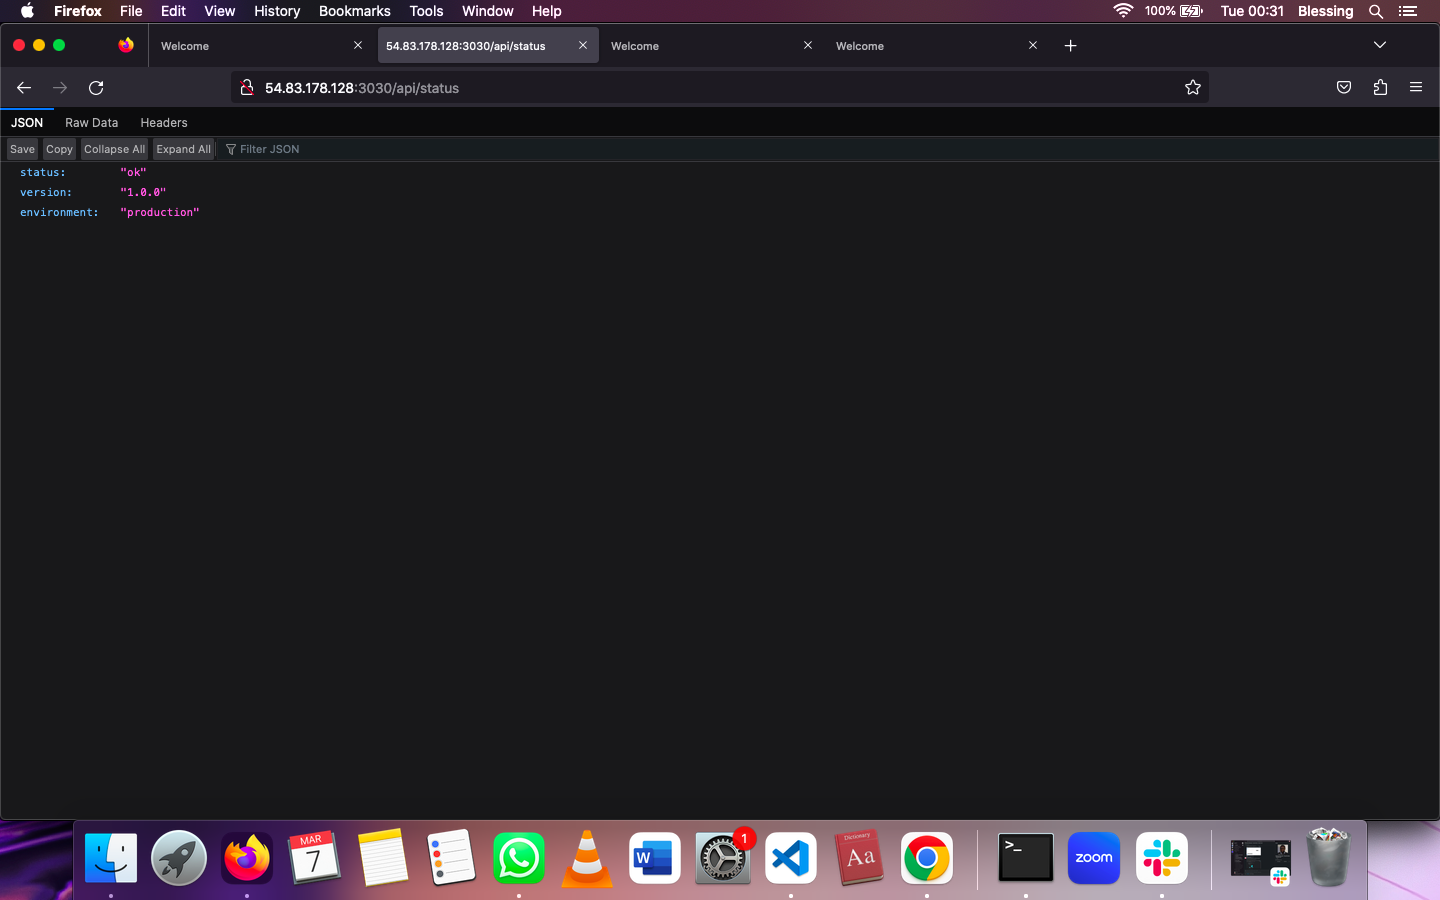 Firefox File Edit View History Bookmarks Tools Window Help 100% Tue 00:31 Blessing
Welcome 54.83.178.128:3030/api/status Welcome Welcome
54.83.178.128:3030/api/status
JSON Raw Data Headers
Save Copy Collapse All Expand All Filter JSON
status: "ok"
version: "1.0.0"
environment: "production"
MAR
7
W
1
Dictionary
Aa
>_
zoom